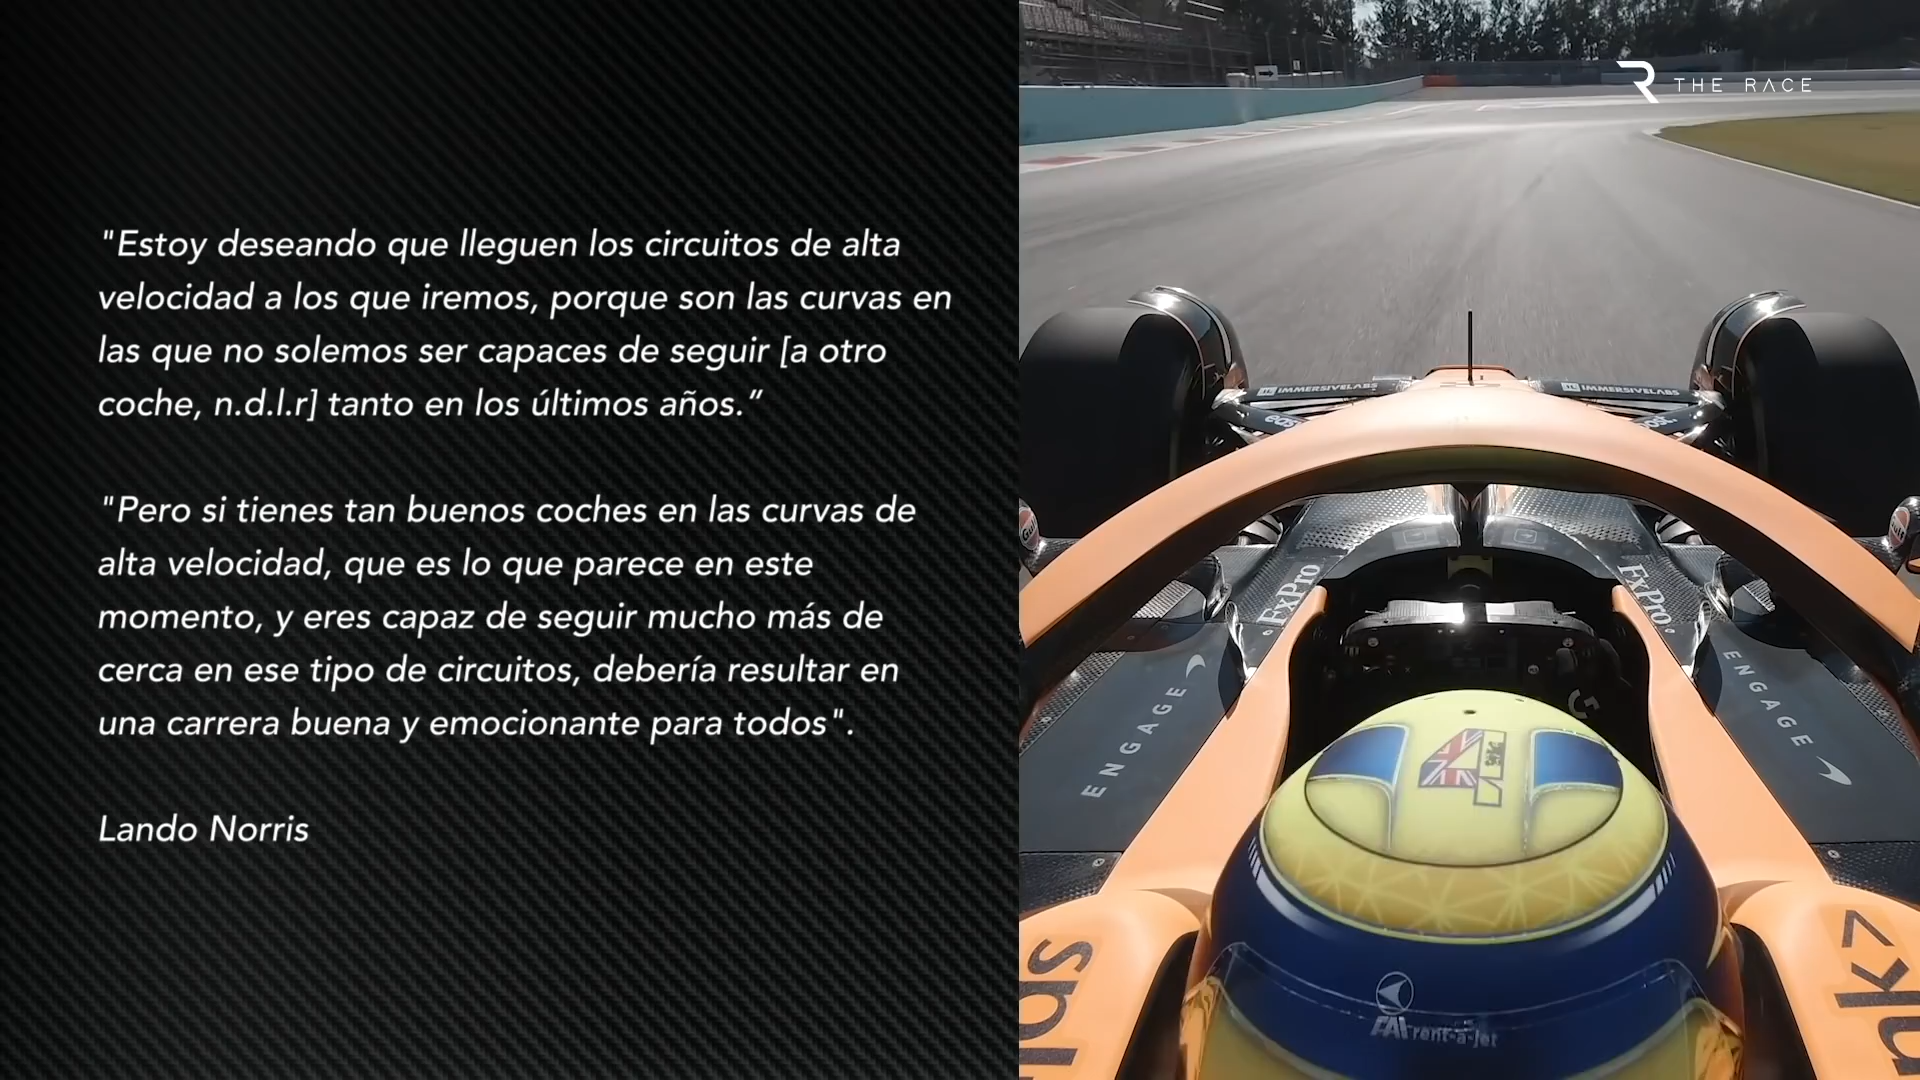 "Estoy deseando que lleguen los circuitos de alta
velocidad a los que iremos, porque son las curvas en
las que no solemos ser capaces de seguir [a otro
coche, n.d.l.r] tanto en los últimos años.”
"Pero si tienes tan buenos coches en las curvas de
alta velocidad, que es lo que parece en este
momento, y eres capaz de seguir mucho más de
cerca en ese tipo de circuitos, debería resultar en
una carrera buena y emocionante para todos".
Lando Norris
THE RACE
IMMERSIVELABS
IMMERSIVELABS
FxPro
FxPro
ENGAGE
ENGAGE
4
FAI rent-a-jet